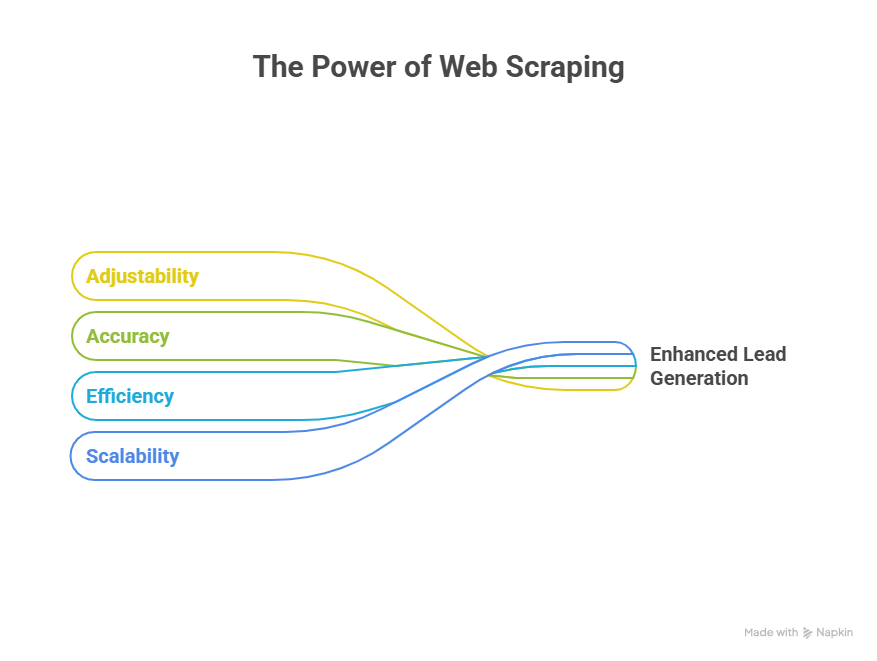 The Power of Web Scraping
Adjustability
Accuracy
Efficiency
Scalability
Enhanced Lead
Generation
Made with Napkin